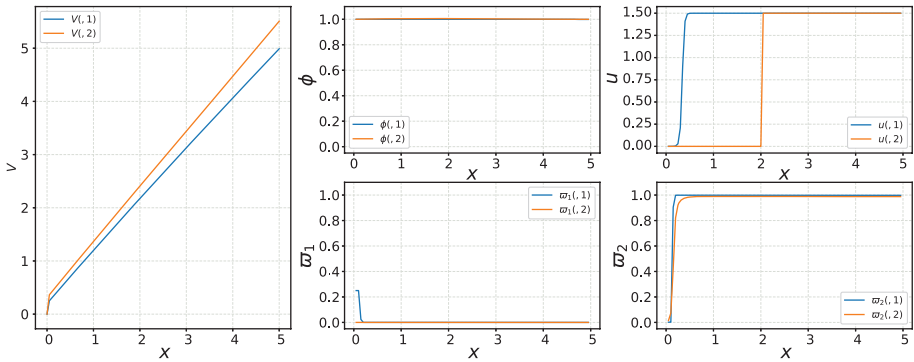 V(, 1)
V(, 2)
V
5
4
3
2
1
0
0 1 2 3 4 5
x
ϕ
1.0
0.8
0.6
0.4
0.2
0.0
ϕ(, 1)
ϕ(, 2)
0 1 2 3 4 5
x
u
1.50
1.25
1.00
0.75
0.50
0.25
0.00
u(, 1)
u(, 2)
0 1 2 3 4 5
x
ϖ₁
1.0
0.8
0.6
0.4
0.2
0.0
ϖ₁(, 1)
ϖ₁(, 2)
0 1 2 3 4 5
x
ϖ₂
1.0
0.8
0.6
0.4
0.2
0.0
ϖ₂(, 1)
ϖ₂(, 2)
0 1 2 3 4 5
x